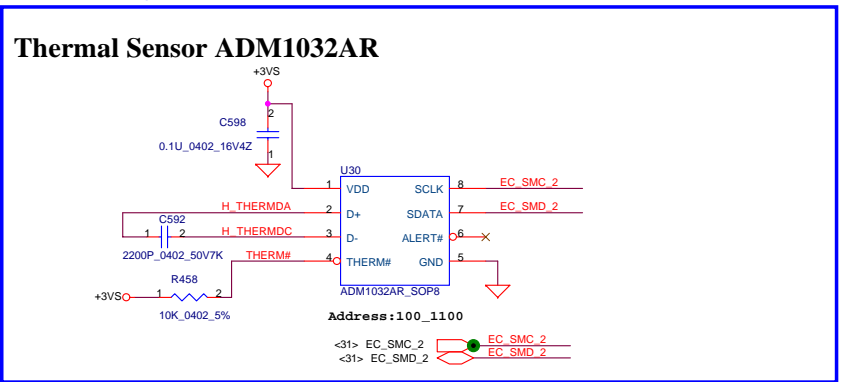 Thermal Sensor ADM1032AR
+3VS
2
C598
0.1U_0402_16V4Z
1
U30
1 VDD SCLK 8 EC_SMC_2
H_THERMDA 2 D+ SDATA 7 EC_SMD_2
C592
1 2 H_THERMDC 3 D- ALERT# 6
2200P_0402_50V7K THERM# 4 THERM# GND 5
R458
+3VS 1 2
ADM1032AR_SOP8
10K_0402_5%
Address:100_1100
<31> EC_SMC_2 EC_SMC_2
<31> EC_SMD_2 EC_SMD_2